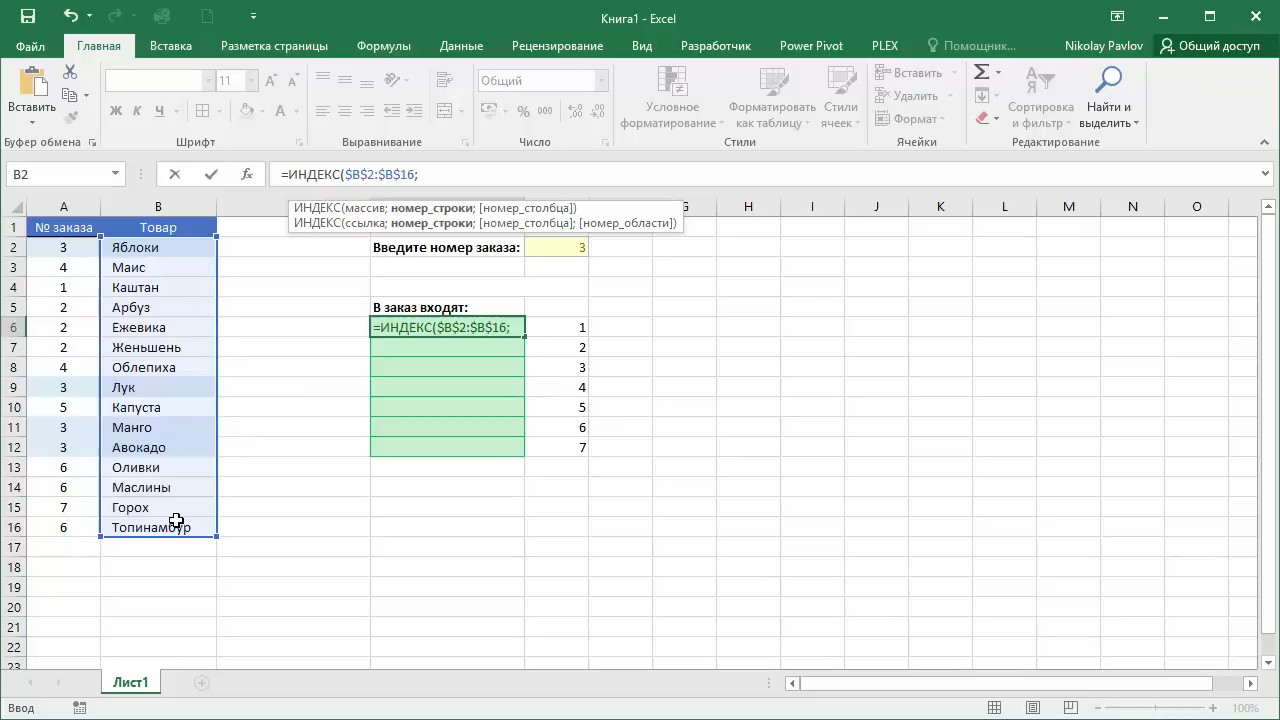 Книга1 - Excel
Файл Главная Вставка Разметка страницы Формулы Данные Рецензирование Вид Разработчик Power Pivot PLEX Помощник... Nikolay Pavlov Общий доступ
Вставить
Буфер обмена
11
Ж К Ч
Шрифт
Выравнивание
Общий
% 000
Число
Условное форматирование
Форматировать как таблицу
Стили ячеек
Стили
Вставить
Удалить
Формат
Ячейки
Сортировка и фильтр
Найти и выделить
Редактирование
B2 fx =ИНДЕКС($B$2:$B$16;
ИНДЕКС(массив; номер_строки; [номер_столбца])
ИНДЕКС(ссылка; номер_строки; [номер_столбца]; [номер_области])
A B G H I J K L M N O
1 № заказа Товар
2 3 Яблоки Введите номер заказа: 3
3 4 Маис
4 1 Каштан
5 2 Арбуз В заказ входят:
6 2 Ежевика =ИНДЕКС($B$2:$B$16; 1
7 2 Женьшень 2
8 4 Облепиха 3
9 3 Лук 4
10 5 Капуста 5
11 3 Манго 6
12 3 Авокадо 7
13 6 Оливки
14 6 Маслины
15 7 Горох
16 6 Топинамбур
17
18
19
20
21
22
23
Лист1
Ввод 100%